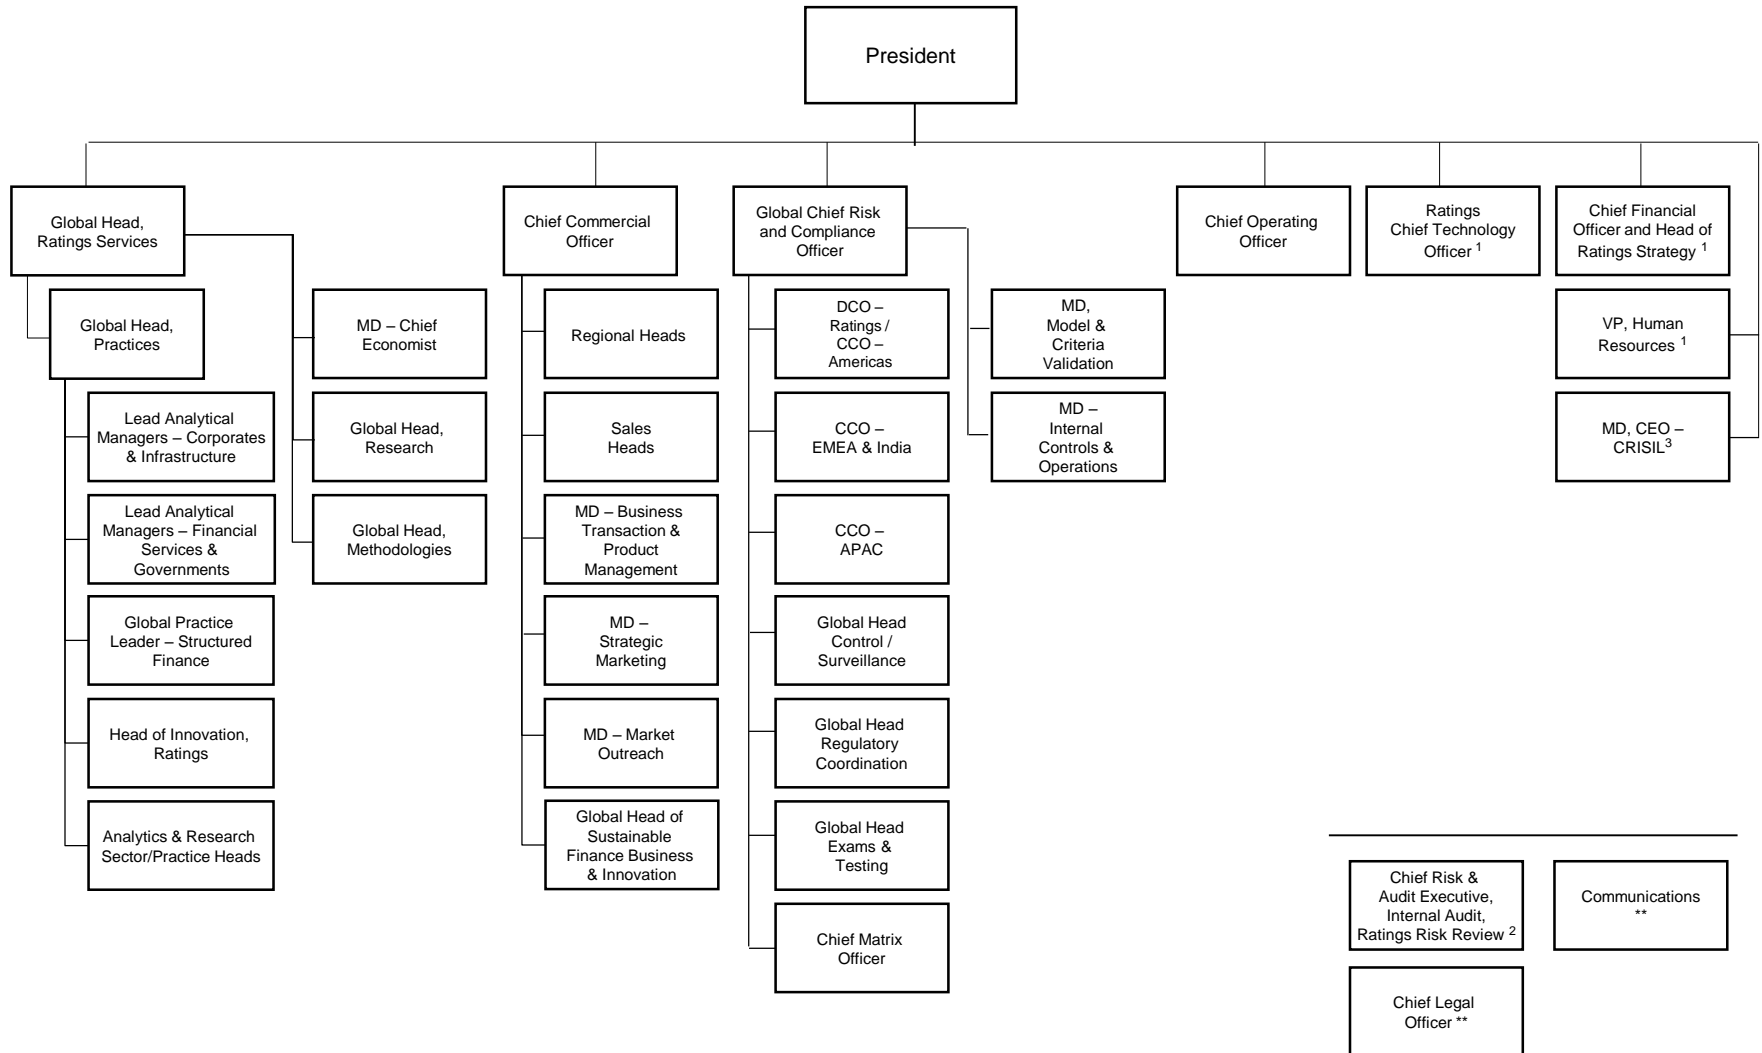 President
Global Head,
Ratings Services
Chief Commercial
Officer
Global Chief Risk
and Compliance
Officer
Chief Operating
Officer
Ratings
Chief Technology
Officer 1
Chief Financial
Officer and Head of
Ratings Strategy 1
Global Head,
Practices
MD – Chief
Economist
Regional Heads
DCO –
Ratings /
CCO –
Americas
MD,
Model &
Criteria
Validation
VP, Human
Resources 1
Lead Analytical
Managers – Corporates
& Infrastructure
Global Head,
Research
Sales
Heads
CCO –
EMEA & India
MD –
Internal
Controls &
Operations
MD, CEO –
CRISIL3
Lead Analytical
Managers – Financial
Services &
Governments
Global Head,
Methodologies
MD – Business
Transaction &
Product
Management
CCO –
APAC
Global Practice
Leader – Structured
Finance
MD –
Strategic
Marketing
Global Head
Control /
Surveillance
Head of Innovation,
Ratings
MD – Market
Outreach
Global Head
Regulatory
Coordination
Analytics & Research
Sector/Practice Heads
Global Head of
Sustainable
Finance Business
& Innovation
Global Head
Exams &
Testing
Chief Matrix
Officer
Chief Risk &
Audit Executive,
Internal Audit,
Ratings Risk Review 2
Communications
**
Chief Legal
Officer **